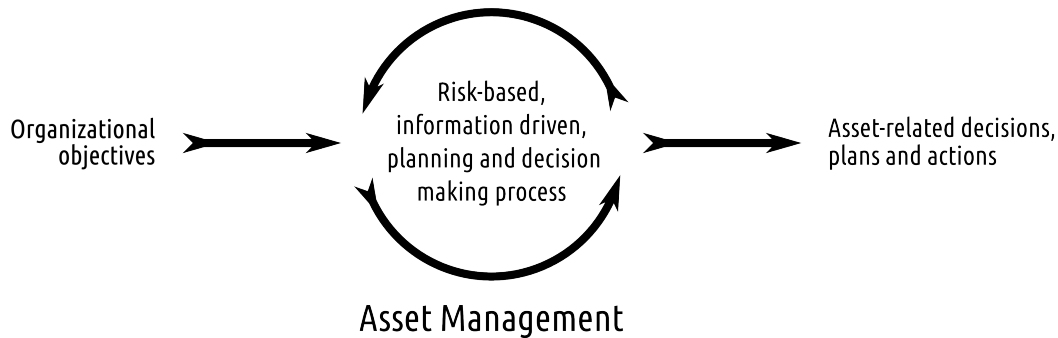 Organizational
objectives
Risk-based,
information driven,
planning and decision
making process
Asset-related decisions,
plans and actions
Asset Management